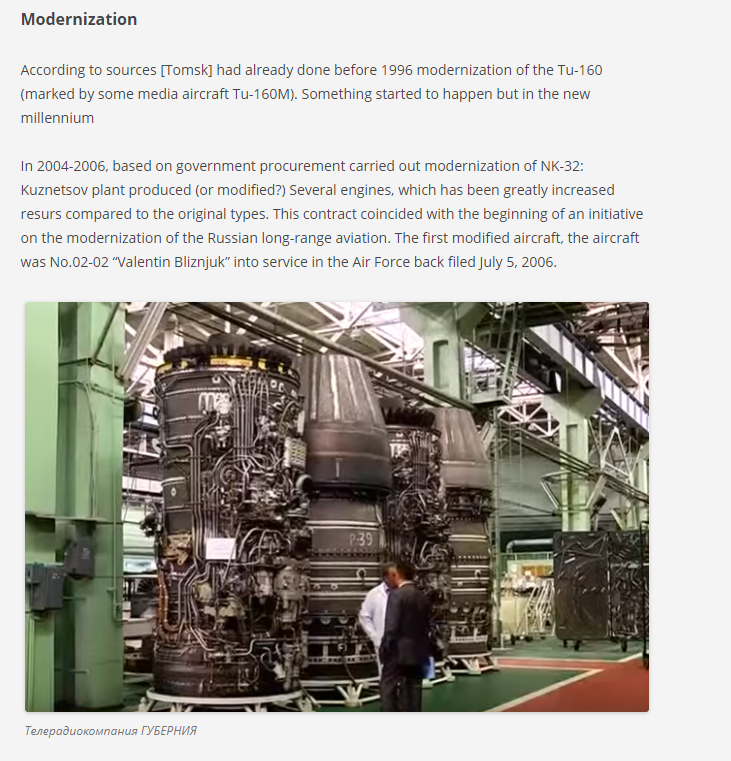 Modernization
According to sources [Tomsk] had already done before 1996 modernization of the Tu-160
(marked by some media aircraft Tu-160M). Something started to happen but in the new
millennium
In 2004-2006, based on government procurement carried out modernization of NK-32:
Kuznetsov plant produced (or modified?) Several engines, which has been greatly increased
resurs compared to the original types. This contract coincided with the beginning of an initiative
on the modernization of the Russian long-range aviation. The first modified aircraft, the aircraft
was No.02-02 “Valentin Bliznjuk” into service in the Air Force back filed July 5, 2006.
P-39
Телерадиокомпания ГУБЕРНИЯ